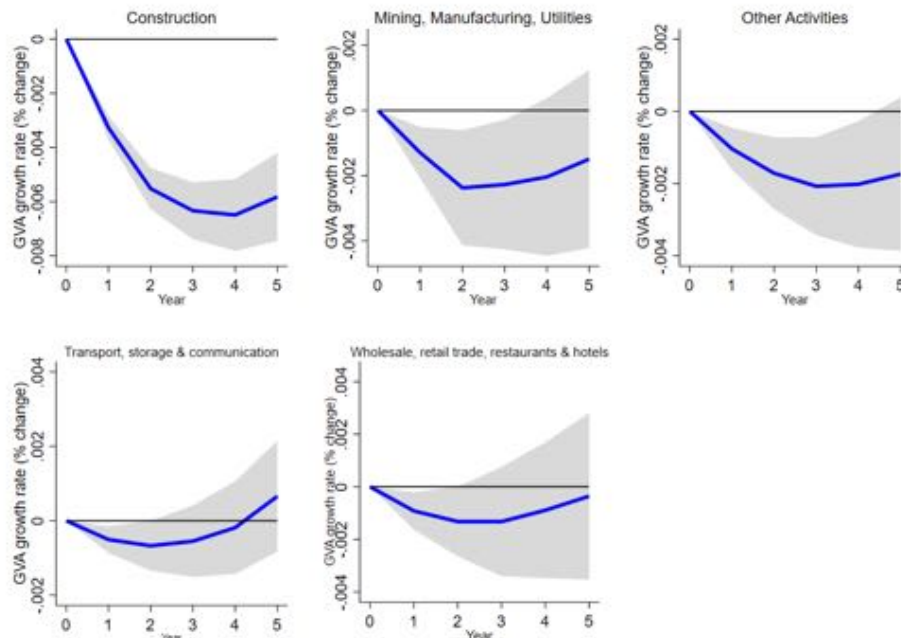 Construction
GVA growth rate (% change)
0
-.002
-.004
-.006
-.008
0 1 2 3 4 5
Year
Mining, Manufacturing, Utilities
GVA growth rate (% change)
.002
0
-.002
-.004
0 1 2 3 4 5
Year
Other Activities
GVA growth rate (% change)
.002
0
-.002
-.004
0 1 2 3 4 5
Year
Transport, storage & communication
GVA growth rate (% change)
.004
.002
0
-.002
0 1 2 3 4 5
Year
Wholesale, retail trade, restaurants & hotels
GVA growth rate (% change)
.004
.002
0
-.002
-.004
0 1 2 3 4 5
Year